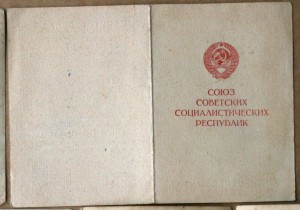 СОЮЗ
СОВЕТСКИХ
СОЦИАЛИСТИЧЕСКИХ
РЕСПУБЛИК